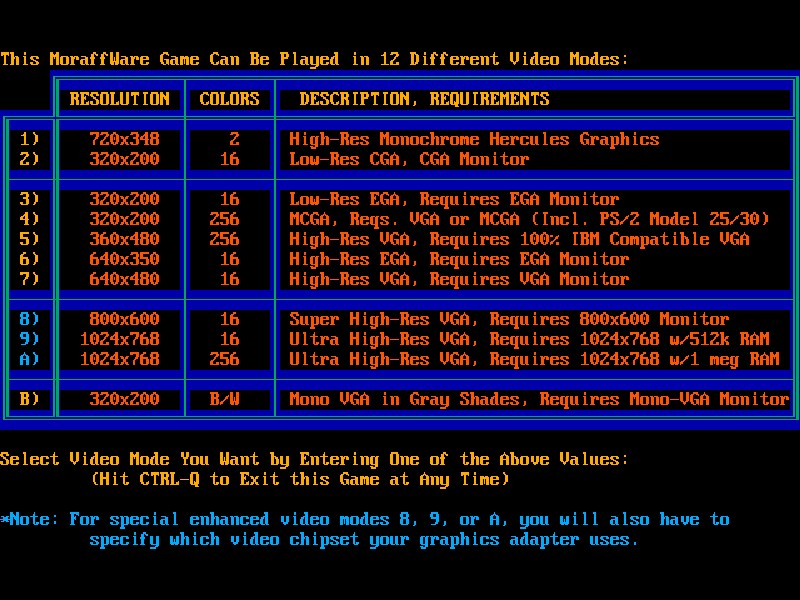 This MoraffWare Game Can Be Played in 12 Different Video Modes:
RESOLUTION COLORS DESCRIPTION, REQUIREMENTS
1) 720x348 2 High-Res Monochrome Hercules Graphics
2) 320x200 16 Low-Res CGA, CGA Monitor
3) 320x200 16 Low-Res EGA, Requires EGA Monitor
4) 320x200 256 MCGA, Reqs. VGA or MCGA (Incl. PS/2 Model 25/30)
5) 360x480 256 High-Res VGA, Requires 100% IBM Compatible VGA
6) 640x350 16 High-Res EGA, Requires EGA Monitor
7) 640x480 16 High-Res VGA, Requires VGA Monitor
8) 800x600 16 Super High-Res VGA, Requires 800x600 Monitor
9) 1024x768 16 Ultra High-Res VGA, Requires 1024x768 w/512k RAM
A) 1024x768 256 Ultra High-Res VGA, Requires 1024x768 w/1 meg RAM
B) 320x200 B/W Mono VGA in Gray Shades, Requires Mono-VGA Monitor
Select Video Mode You Want by Entering One of the Above Values:
(Hit CTRL-Q to Exit this Game at Any Time)
*Note: For special enhanced video modes 8, 9, or A, you will also have to
specify which video chipset your graphics adapter uses.